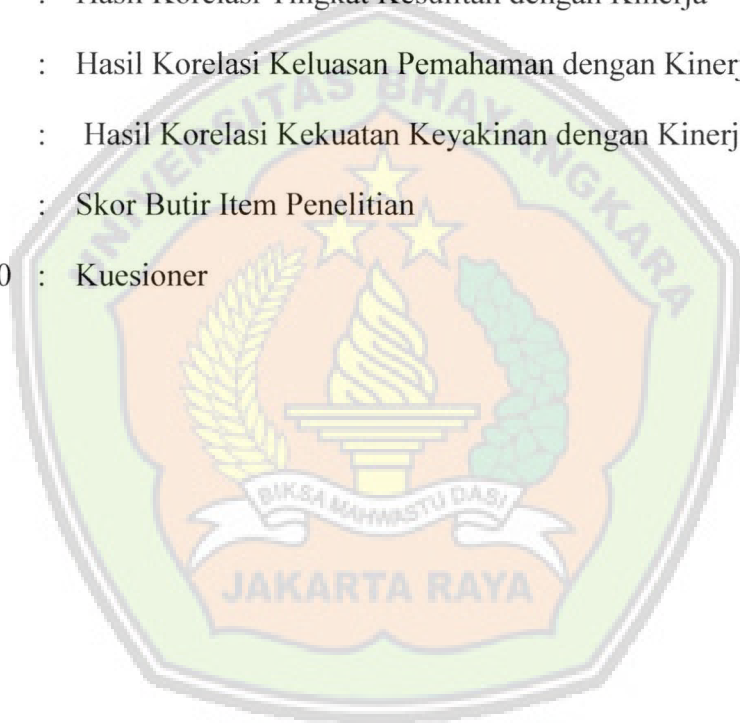 : Hasil Korelasi Tingkat Kesulitan dengan Kinerja
: Hasil Korelasi Keluasan Pemahaman dengan Kinerj
: Hasil Korelasi Kekuatan Keyakinan dengan Kinerj
: Skor Butir Item Penelitian
0 : Kuesioner
UNIVERSITAS BHAYANGKARA
BIKSA MAHWASTU DASI
JAKARTA RAYA